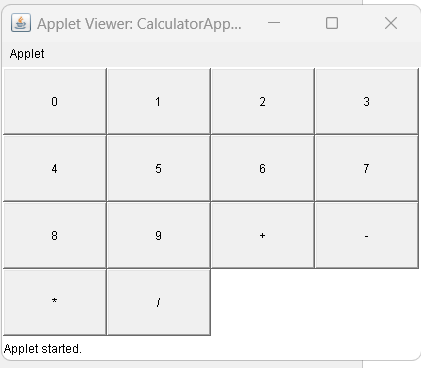 Applet Viewer: CalculatorApp...
Applet
0 1 2 3
4 5 6 7
8 9 + -
* /
Applet started.